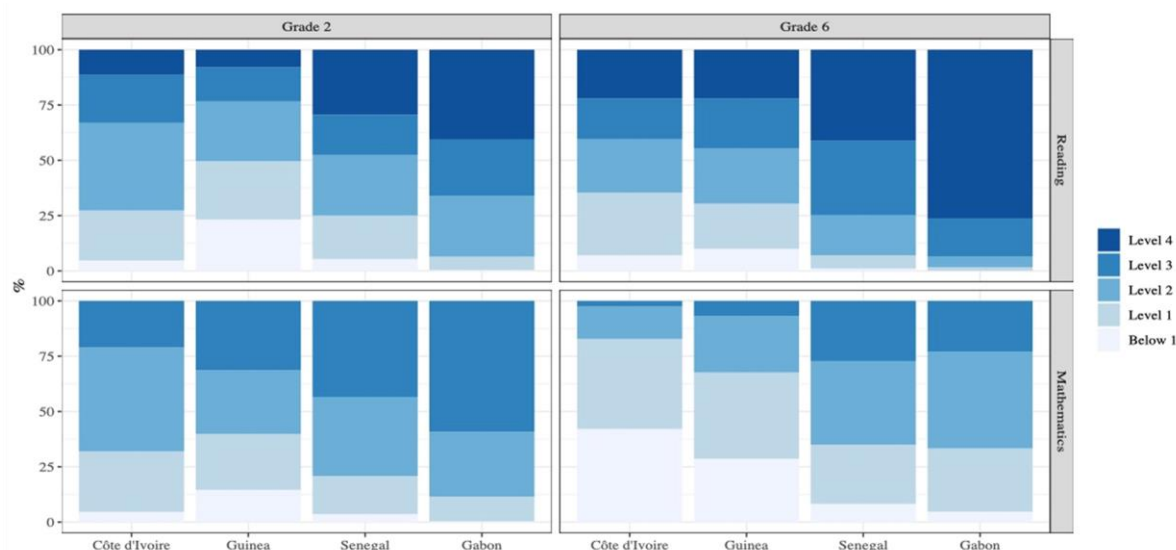 Grade 2
Grade 6
100
75
50
25
0
Reading
100
75
50
25
0
Mathematics
%
Côte d'Ivoire
Guinea
Senegal
Gabon
Côte d'Ivoire
Guinea
Senegal
Gabon
Level 4
Level 3
Level 2
Level 1
Below 1